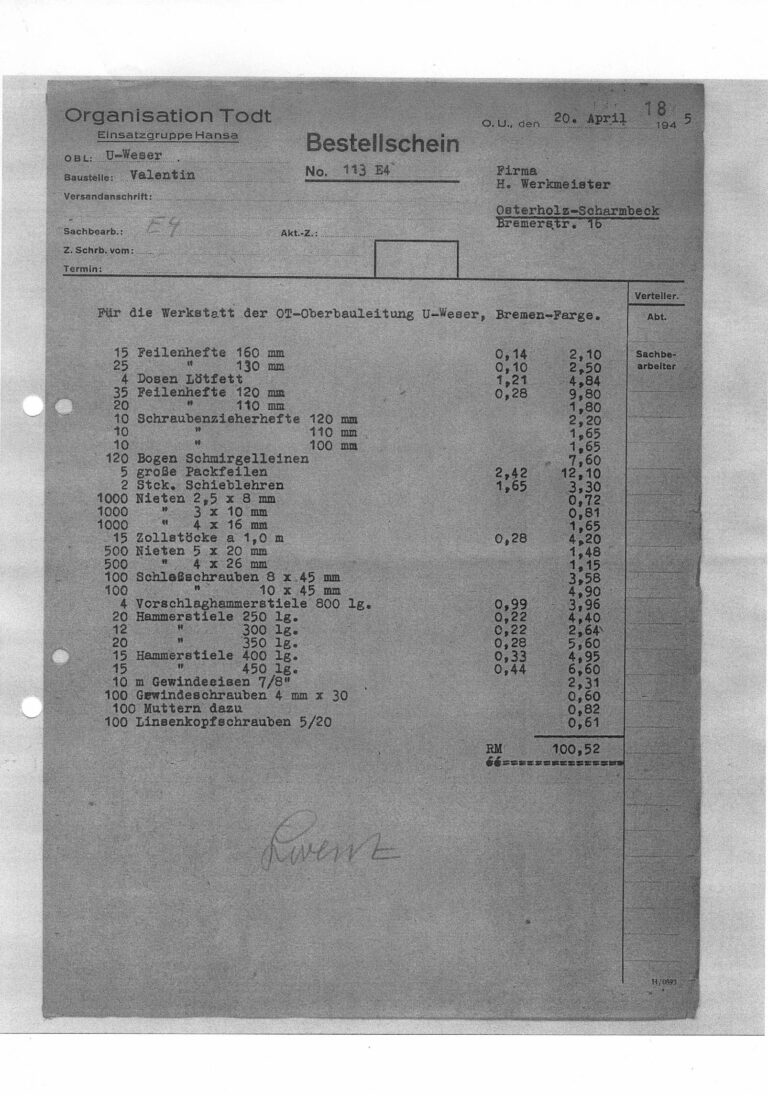 Organisation Todt
Einsatzgruppe Hansa
OBL: U-Weser
Baustelle: Valentin
Versandanschrift:
Sachbearb.: E4 Akt.-Z.:
Z. Schrb. vom:
Termin:
Bestellschein
No. 113 E4
18
O. U., den 20. April 1945
Firma
H. Werkmeister
Osterholz-Scharmbeck
Bremerstr. 16
Verteiler.
Abt.
Sachbe-
arbeiter
Für die Werkstatt der OT-Oberbauleitung U-Weser, Bremen-Farge.
15 Feilenhefte 160 mm 0,14 2,10
25 " 130 mm 0,10 2,50
4 Dosen Lötfett 1,21 4,84
35 Feilenhefte 120 mm 0,28 9,80
20 " 110 mm 1,80
10 Schraubenzieherhefte 120 mm 2,20
10 " 110 mm 1,65
10 " 100 mm 1,65
120 Bogen Schmirgelleinen 7,60
5 große Packfeilen 2,42 12,10
2 Stck. Schieblehren 1,65 3,30
1000 Nieten 2,5 x 8 mm 0,72
1000 " 3 x 10 mm 0,81
1000 " 4 x 16 mm 1,65
15 Zollstöcke a 1,0 m 0,28 4,20
500 Nieten 5 x 20 mm 1,48
500 " 4 x 26 mm 1,15
100 Schloßschrauben 8 x 45 mm 3,58
100 " 10 x 45 mm 4,90
4 Vorschlaghammerstiele 800 lg. 0,99 3,96
20 Hammerstiele 250 lg. 0,22 4,40
12 " 300 lg. 0,22 2,64
20 " 350 lg. 0,28 5,60
15 Hammerstiele 400 lg. 0,33 4,95
15 " 450 lg. 0,44 6,60
10 m Gewindeeisen 7/8" 2,31
100 Gewindeschrauben 4 mm x 30 0,60
100 Muttern dazu 0,82
100 Linsenkopfschrauben 5/20 0,61
RM 100,52